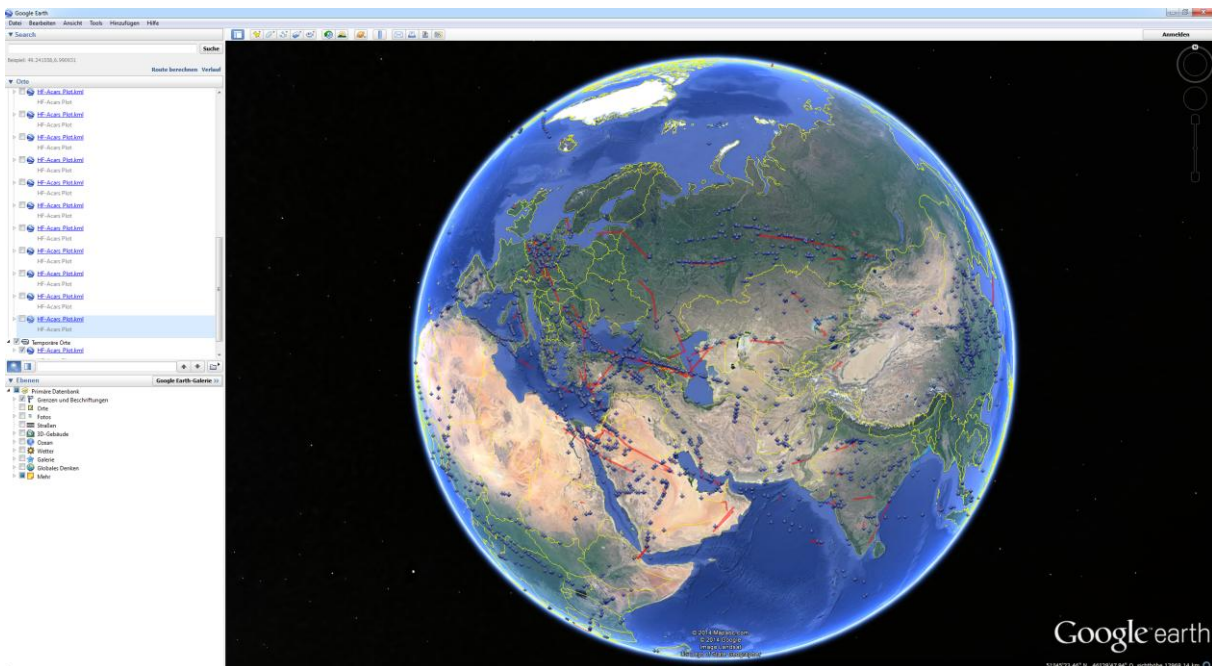 Google Earth
Datei Bearbeiten Ansicht Tools Hinzufügen Hilfe
▼ Search
Suche
Route berechnen Verlauf
▼ Orte
HF-Acars Plot.kml
HF-Acars Plot
HF-Acars Plot.kml
HF-Acars Plot
HF-Acars Plot.kml
HF-Acars Plot
HF-Acars Plot.kml
HF-Acars Plot
HF-Acars Plot.kml
HF-Acars Plot
HF-Acars Plot.kml
HF-Acars Plot
HF-Acars Plot.kml
HF-Acars Plot
HF-Acars Plot.kml
HF-Acars Plot
HF-Acars Plot.kml
HF-Acars Plot
HF-Acars Plot.kml
HF-Acars Plot
HF-Acars Plot.kml
HF-Acars Plot
Temporäre Orte
HF-Acars Plot.kml
▼ Ebenen
Google Earth-Galerie
Primäre Datenbank
Grenzen und Beschriftungen
Orte
Fotos
Straßen
3D-Gebäude
Ozean
Wetter
Galerie
Globales Denken
Mehr
Anmelden
N
© 2014 Google
Image Landsat
Google earth